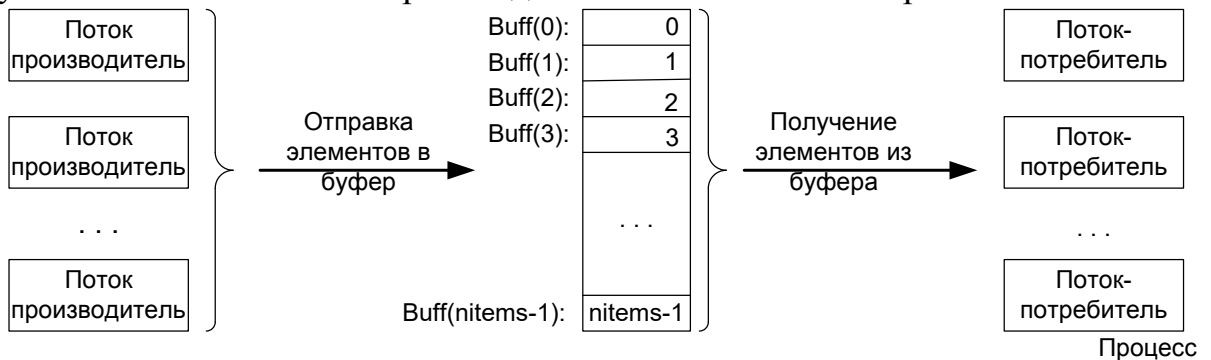 Поток
производитель
Поток
производитель
. . .
Поток
производитель
Отправка
элементов в
буфер
Buff(0):
0
Buff(1):
1
Buff(2):
2
Buff(3):
3
. . .
Buff(nitems-1):
nitems-1
Получение
элементов из
буфера
Поток-
потребитель
Поток-
потребитель
. . .
Поток-
потребитель
Процесс